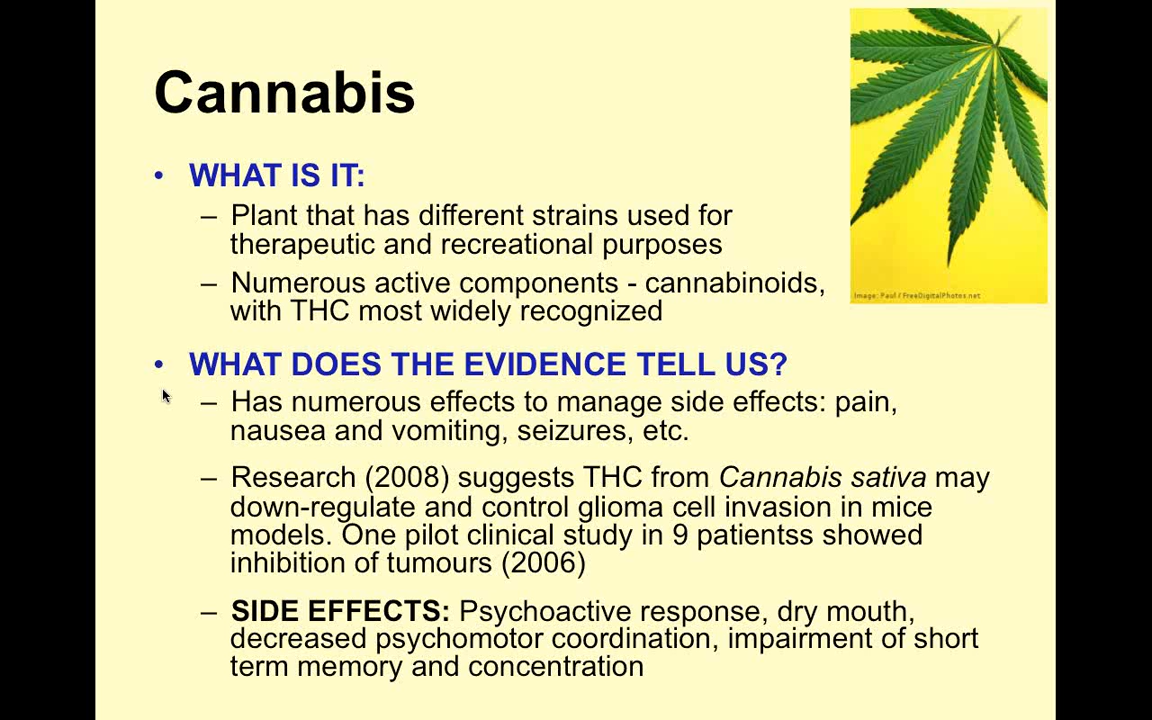 Cannabis
• WHAT IS IT:
– Plant that has different strains used for
therapeutic and recreational purposes
– Numerous active components - cannabinoids,
with THC most widely recognized
Image: Paul / FreeDigitalPhotos.net
• WHAT DOES THE EVIDENCE TELL US?
– Has numerous effects to manage side effects: pain,
nausea and vomiting, seizures, etc.
– Research (2008) suggests THC from Cannabis sativa may
down-regulate and control glioma cell invasion in mice
models. One pilot clinical study in 9 patientss showed
inhibition of tumours (2006)
– SIDE EFFECTS: Psychoactive response, dry mouth,
decreased psychomotor coordination, impairment of short
term memory and concentration